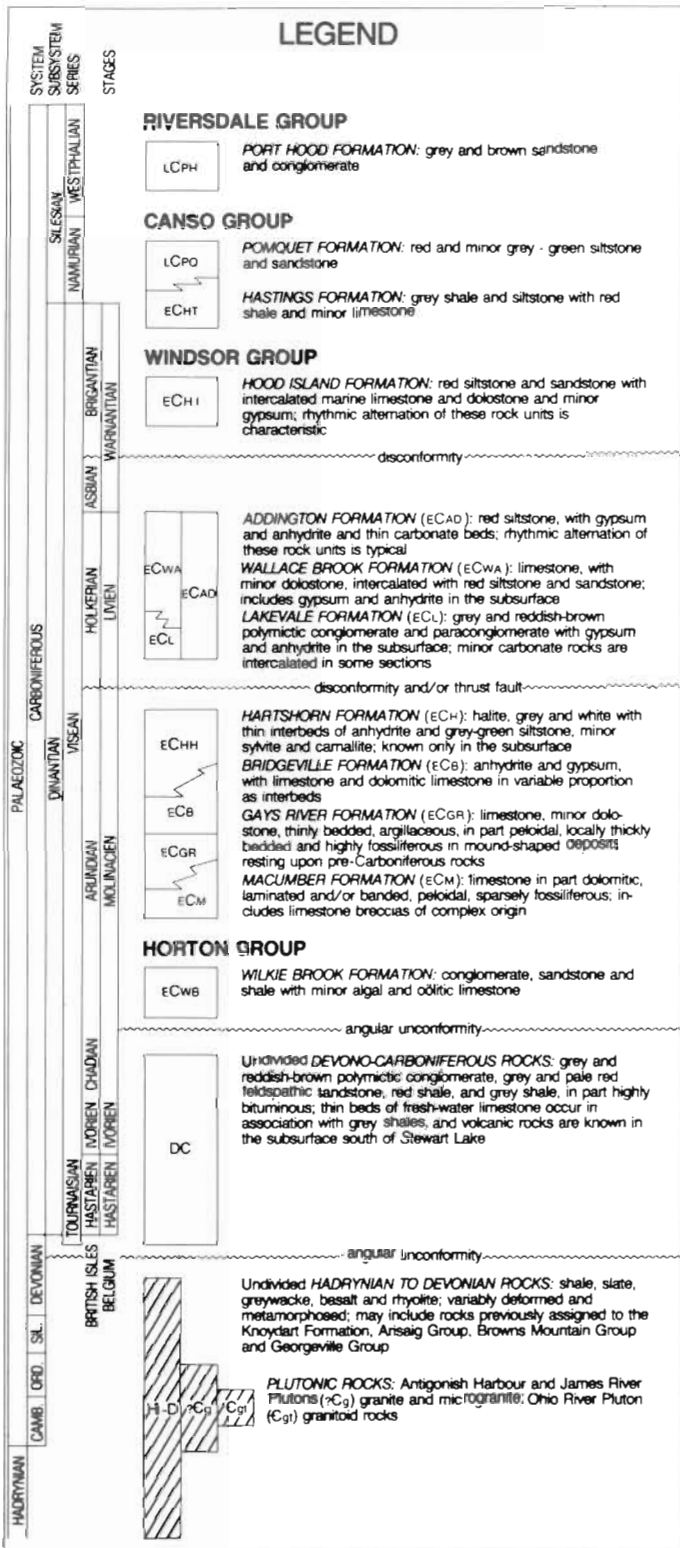 LEGEND
SYSTEM
SUBSYSTEM
SERIES
STAGES
RIVERSDALE GROUP
LCPH
PORT HOOD FORMATION: grey and brown sandstone
and conglomerate
CANSO GROUP
LCPO
POMQUET FORMATION: red and minor grey - green siltstone
and sandstone
ECHT
HASTINGS FORMATION: grey shale and siltstone with red
shale and minor limestone
WINDSOR GROUP
ECHI
HOOD ISLAND FORMATION: red siltstone and sandstone with
intercalated marine limestone and dolostone and minor
gypsum; rhythmic alternation of these rock units is
characteristic
disconformity
ECWA
ECAD
ECL
ADDINGTON FORMATION (ECAD): red siltstone, with gypsum
and anhydrite and thin carbonate beds; rhythmic alternation of
these rock units is typical
WALLACE BROOK FORMATION (ECWA): limestone, with
minor dolostone, intercalated with red siltstone and sandstone;
includes gypsum and anhydrite in the subsurface
LAKEVALE FORMATION (ECL): grey and reddish-brown
polymictic conglomerate and paraconglomerate with gypsum
and anhydrite in the subsurface; minor carbonate rocks are
intercalated in some sections
disconformity and/or thrust fault
ECHH
ECB
ECGR
ECM
HARTSHORN FORMATION (ECH): halite, grey and white with
thin interbeds of anhydrite and grey-green siltstone, minor
sylvite and carnallite; known only in the subsurface
BRIDGEVILLE FORMATION (ECB): anhydrite and gypsum,
with limestone and dolomitic limestone in variable proportion
as interbeds
GAYS RIVER FORMATION (ECGR): limestone, minor dolo-
stone, thinly bedded, argillaceous, in part peloidal, locally thickly
bedded and highly fossiliferous in mound-shaped deposits
resting upon pre-Carboniferous rocks
MACUMBER FORMATION (ECM): limestone in part dolomitic,
laminated and/or banded, peloidal, sparsely fossiliferous; in-
cludes limestone breccias of complex origin
HORTON GROUP
ECWB
WILKIE BROOK FORMATION: conglomerate, sandstone and
shale with minor algal and oölitic limestone
angular unconformity
DC
Undivided DEVONO-CARBONIFEROUS ROCKS: grey and
reddish-brown polymictic conglomerate, grey and pale red
feldspathic sandstone, red shale, and grey shale, in part highly
bituminous; thin beds of fresh-water limestone occur in
association with grey shales, and volcanic rocks are known in
the subsurface south of Stewart Lake
angular unconformity
Undivided HADRYNIAN TO DEVONIAN ROCKS: shale, slate,
greywacke, basalt and rhyolite; variably deformed and
metamorphosed; may include rocks previously assigned to the
Knoydart Formation, Arisaig Group, Browns Mountain Group
and Georgeville Group
H-D
?Єg
Єgt
PLUTONIC ROCKS: Antigonish Harbour and James River
Plutons (?Єg) granite and microgranite; Ohio River Pluton
(Єgt) granitoid rocks
PALAEOZOIC
HADRYNIAN
CARBONIFEROUS
DEVONIAN
SIL.
ORD.
CAMB.
SILESIAN
DINANTIAN
WESTPHALIAN
NAMURIAN
VISEAN
TOURNAISIAN
BRIGANTIAN
ASBIAN
HOLKERIAN
ARUNDIAN
CHADIAN
IVORIEN
HASTARIEN
BRITISH ISLES
WARNANTIAN
LIVIEN
MOLINACIEN
IVORIEN
HASTARIEN
BELGIUM